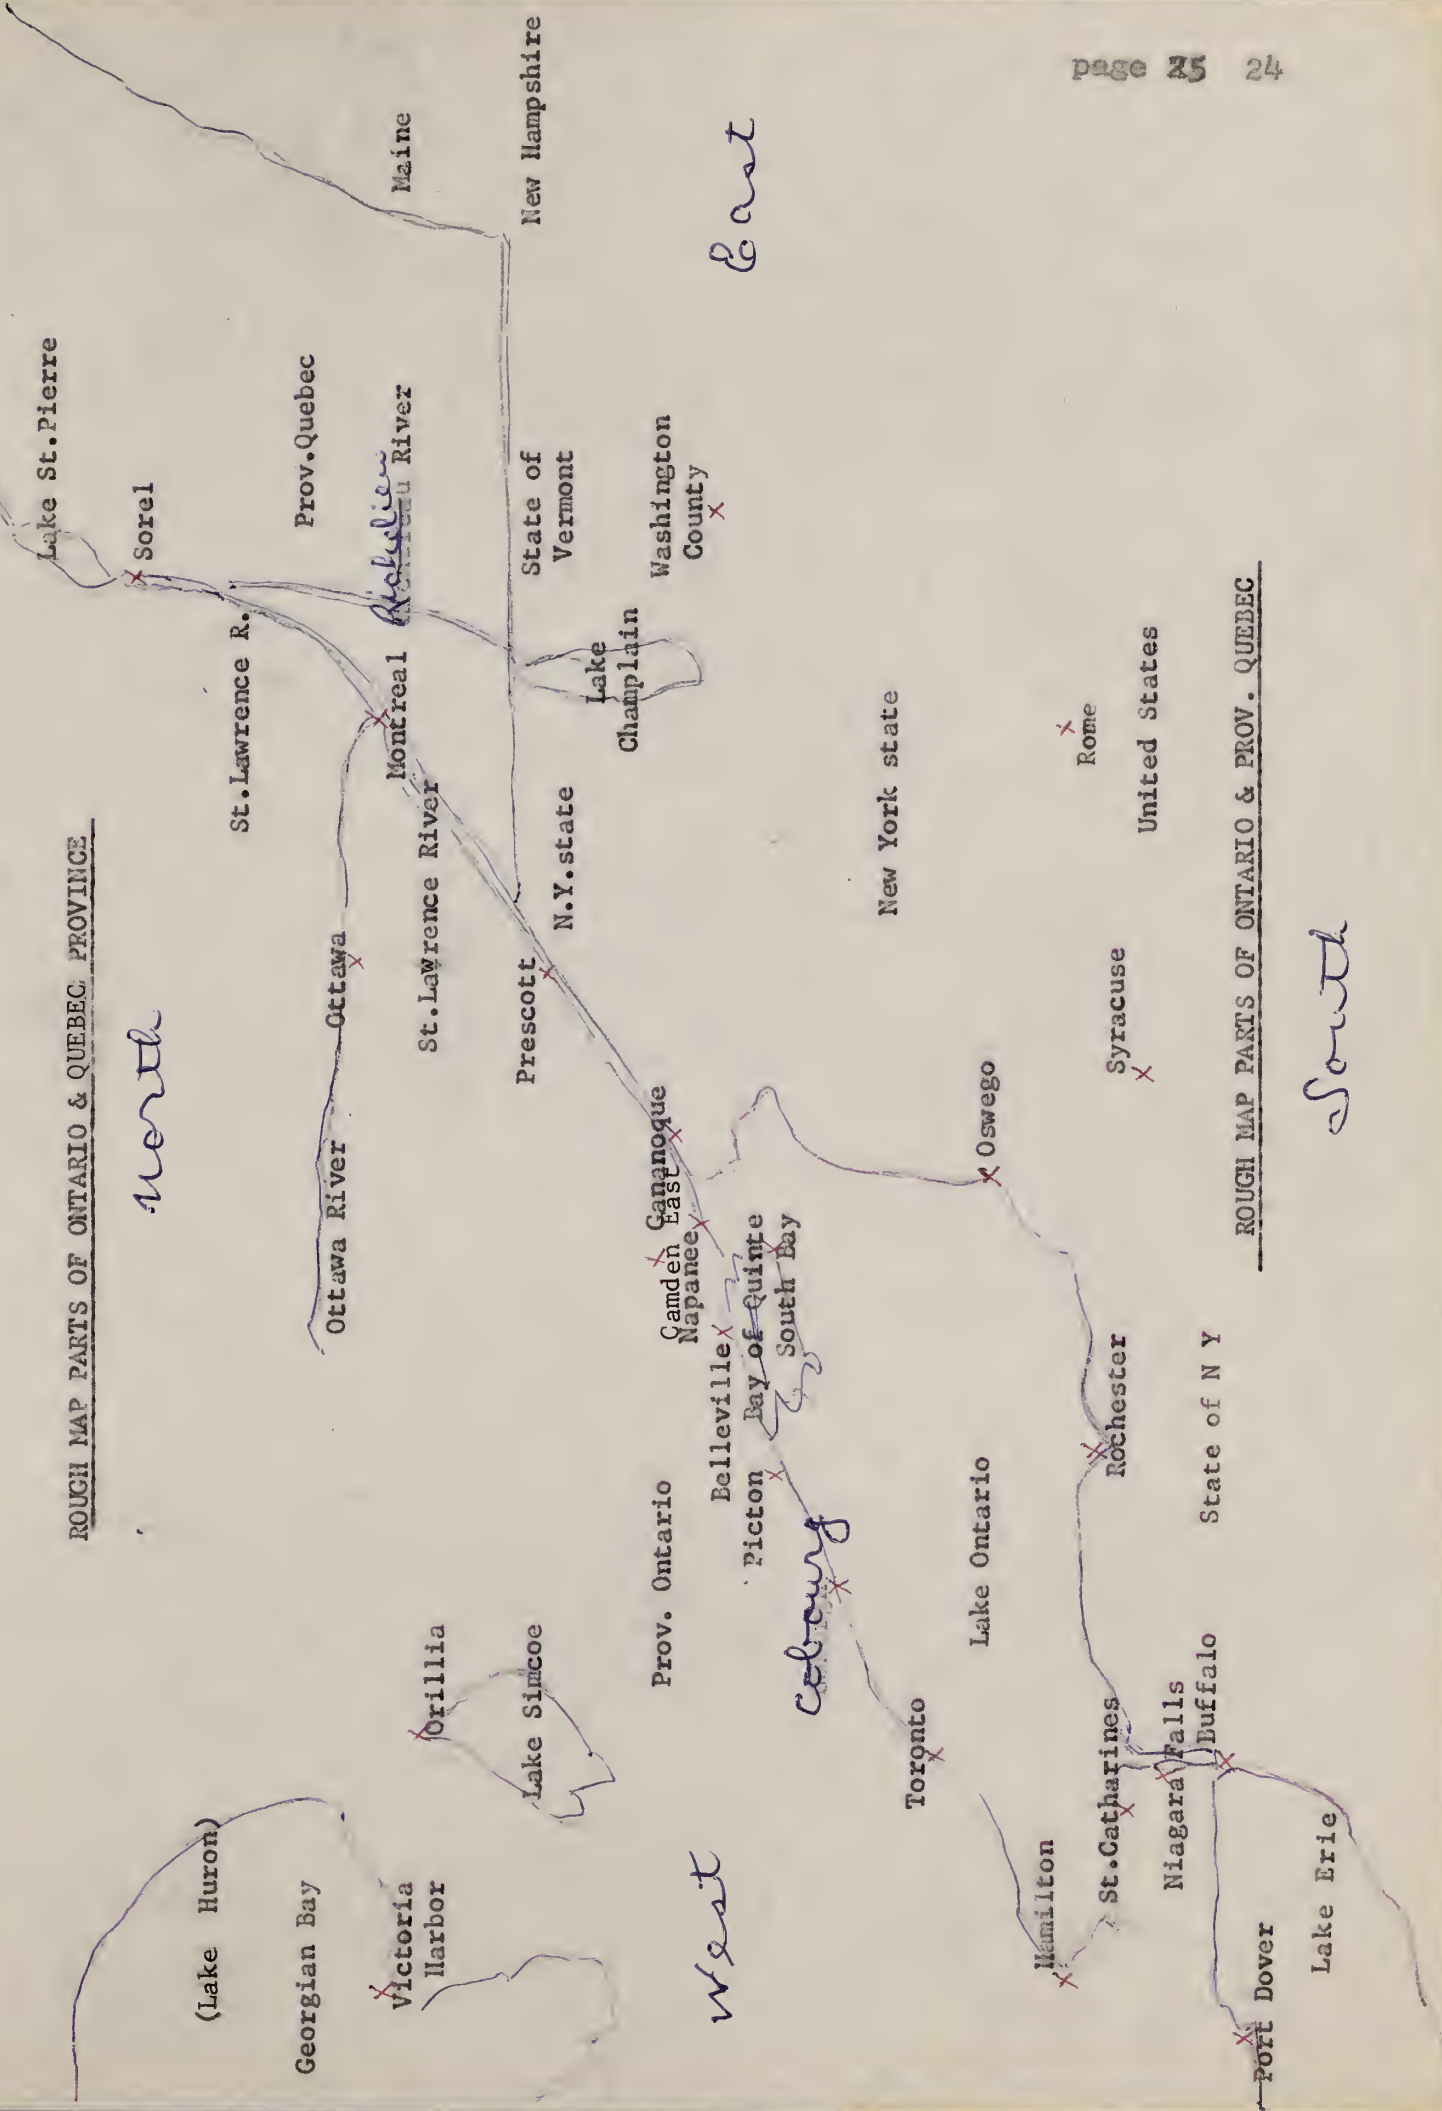 page 25 24
ROUGH MAP PARTS OF ONTARIO & QUEBEC PROVINCE
North
Lake St.Pierre
Sorel
St.Lawrence R.
Prov.Quebec
Maine
New Hampshire
(Lake Huron)
Georgian Bay
Victoria
Harbor
Orillia
Lake Simcoe
Ottawa River
Ottawa
Montreal
Richelieu River
St.Lawrence River
Prescott
N.Y.state
State of
Vermont
Lake
Champlain
Washington
County
East
West
Prov. Ontario
Gananoque
Camden East
Napanee
Belleville
Picton
Bay of Quinte
South Bay
Cobourg
New York state
Toronto
Lake Ontario
Oswego
Hamilton
St.Catharines
Rochester
Syracuse
Rome
United States
Niagara Falls
Buffalo
State of N Y
Port Dover
Lake Erie
ROUGH MAP PARTS OF ONTARIO & PROV. QUEBEC
South